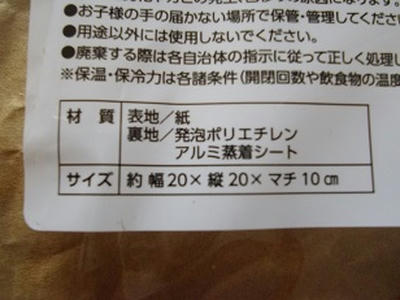 ●お子様の手の届かない場所で保管・管理してくださ
●用途以外には使用しないでください。
●廃棄する際は各自治体の指示に従って正しく処理し
※保温・保冷力は各諸条件(開閉回数や飲食物の温度
材 質 表地/紙
裏地/発泡ポリエチレン
アルミ蒸着シート
サイズ 約 幅20×縦20×マチ10㎝